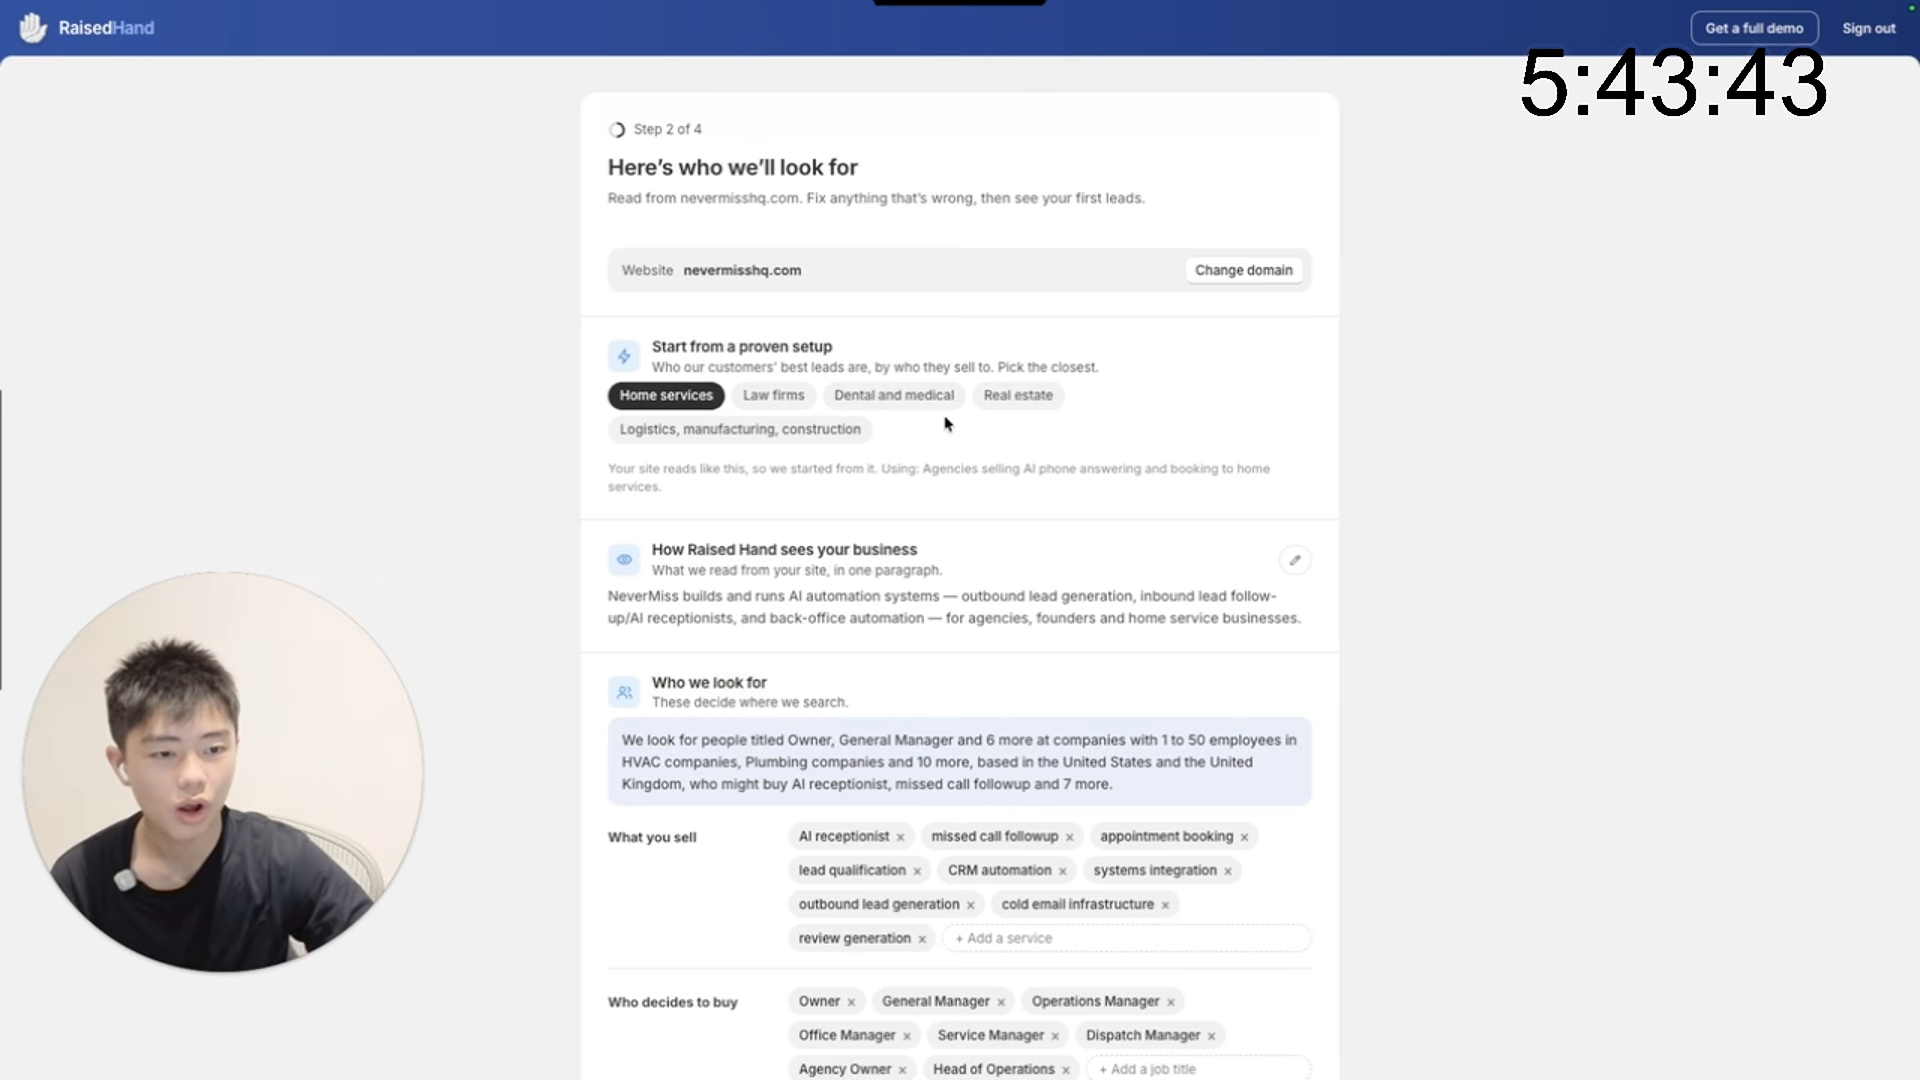 RaisedHand
Get a full demo
Sign out
5:43:43
Step 2 of 4
Here's who we'll look for
Read from nevermisshq.com. Fix anything that's wrong, then see your first leads.
Website nevermisshq.com
Change domain
Start from a proven setup
Who our customers' best leads are, by who they sell to. Pick the closest.
Home services
Law firms
Dental and medical
Real estate
Logistics, manufacturing, construction
Your site reads like this, so we started from it. Using: Agencies selling AI phone answering and booking to home
services.
How Raised Hand sees your business
What we read from your site, in one paragraph.
NeverMiss builds and runs AI automation systems — outbound lead generation, inbound lead follow-
up/AI receptionists, and back-office automation — for agencies, founders and home service businesses.
Who we look for
These decide where we search.
We look for people titled Owner, General Manager and 6 more at companies with 1 to 50 employees in
HVAC companies, Plumbing companies and 10 more, based in the United States and the United
Kingdom, who might buy AI receptionist, missed call followup and 7 more.
What you sell
AI receptionist × missed call followup × appointment booking ×
lead qualification × CRM automation × systems integration ×
outbound lead generation × cold email infrastructure ×
review generation × + Add a service
Who decides to buy
Owner × General Manager × Operations Manager ×
Office Manager × Service Manager × Dispatch Manager ×
Agency Owner × Head of Operations × + Add a job title